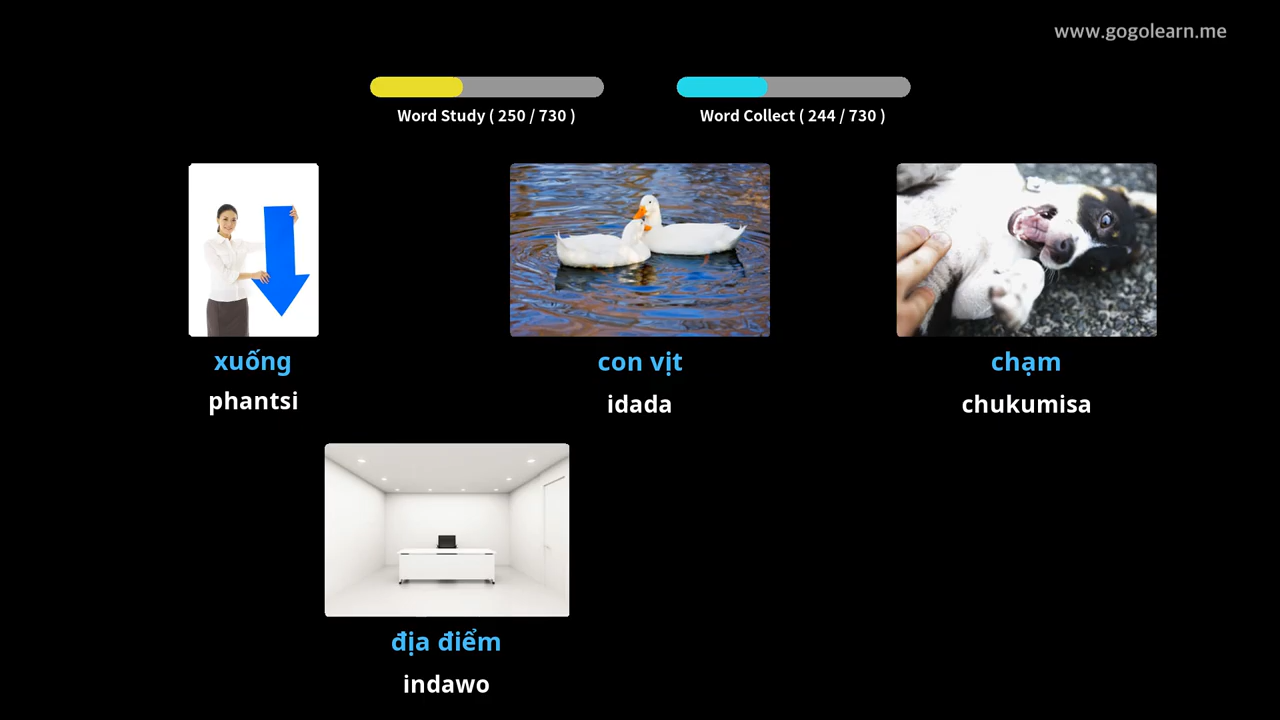 www.gogolearn.me
Word Study ( 250 / 730 )
Word Collect ( 244 / 730 )
xuống
phantsi
con vịt
idada
chạm
chukumisa
địa điểm
indawo